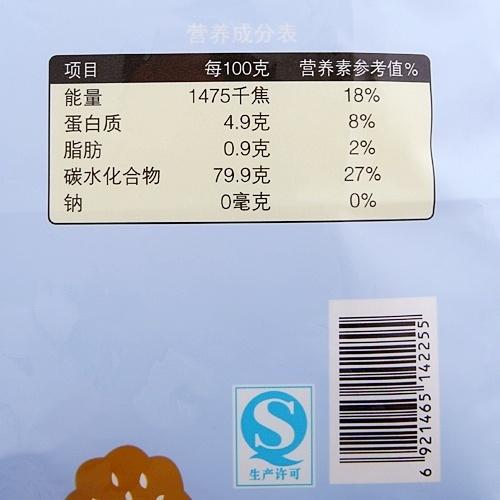 营养成分表
项目 每100克 营养素参考值%
能量 1475千焦 18%
蛋白质 4.9克 8%
脂肪 0.9克 2%
碳水化合物 79.9克 27%
钠 0毫克 0%
6 921465 142255
S
生产许可